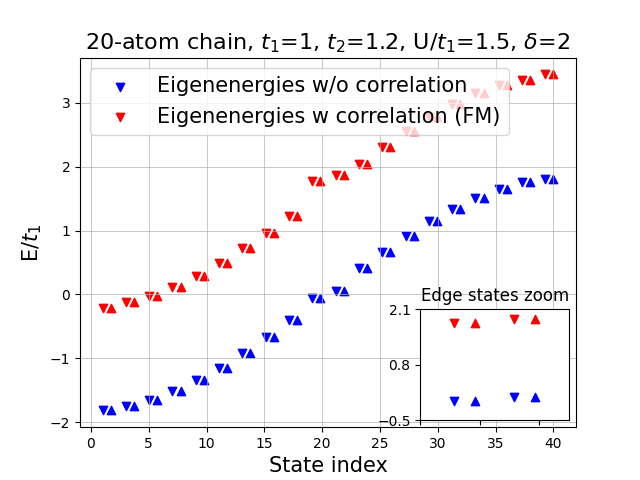 20-atom chain, t₁=1, t₂=1.2, U/t₁=1.5, δ=2
Eigenenergies w/o correlation
Eigenenergies w correlation (FM)
E/t₁
3
2
1
0
−1
−2
Edge states zoom
2.1
0.8
−0.5
0 5 10 15 20 25 30 35 40
State index